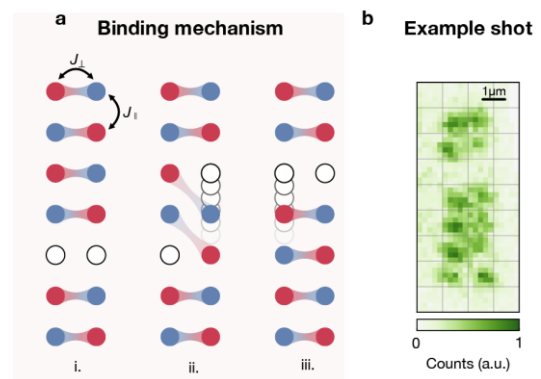 a Binding mechanism
b Example shot
J⊥
J∥
1μm
i.
ii.
iii.
0
1
Counts (a.u.)